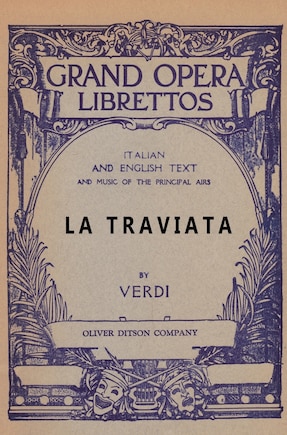 GRAND OPERA
LIBRETTOS
ITALIAN
AND ENGLISH TEXT
AND MUSIC OF THE PRINCIPAL AIRS
LA TRAVIATA
BY
VERDI
OLIVER DITSON COMPANY